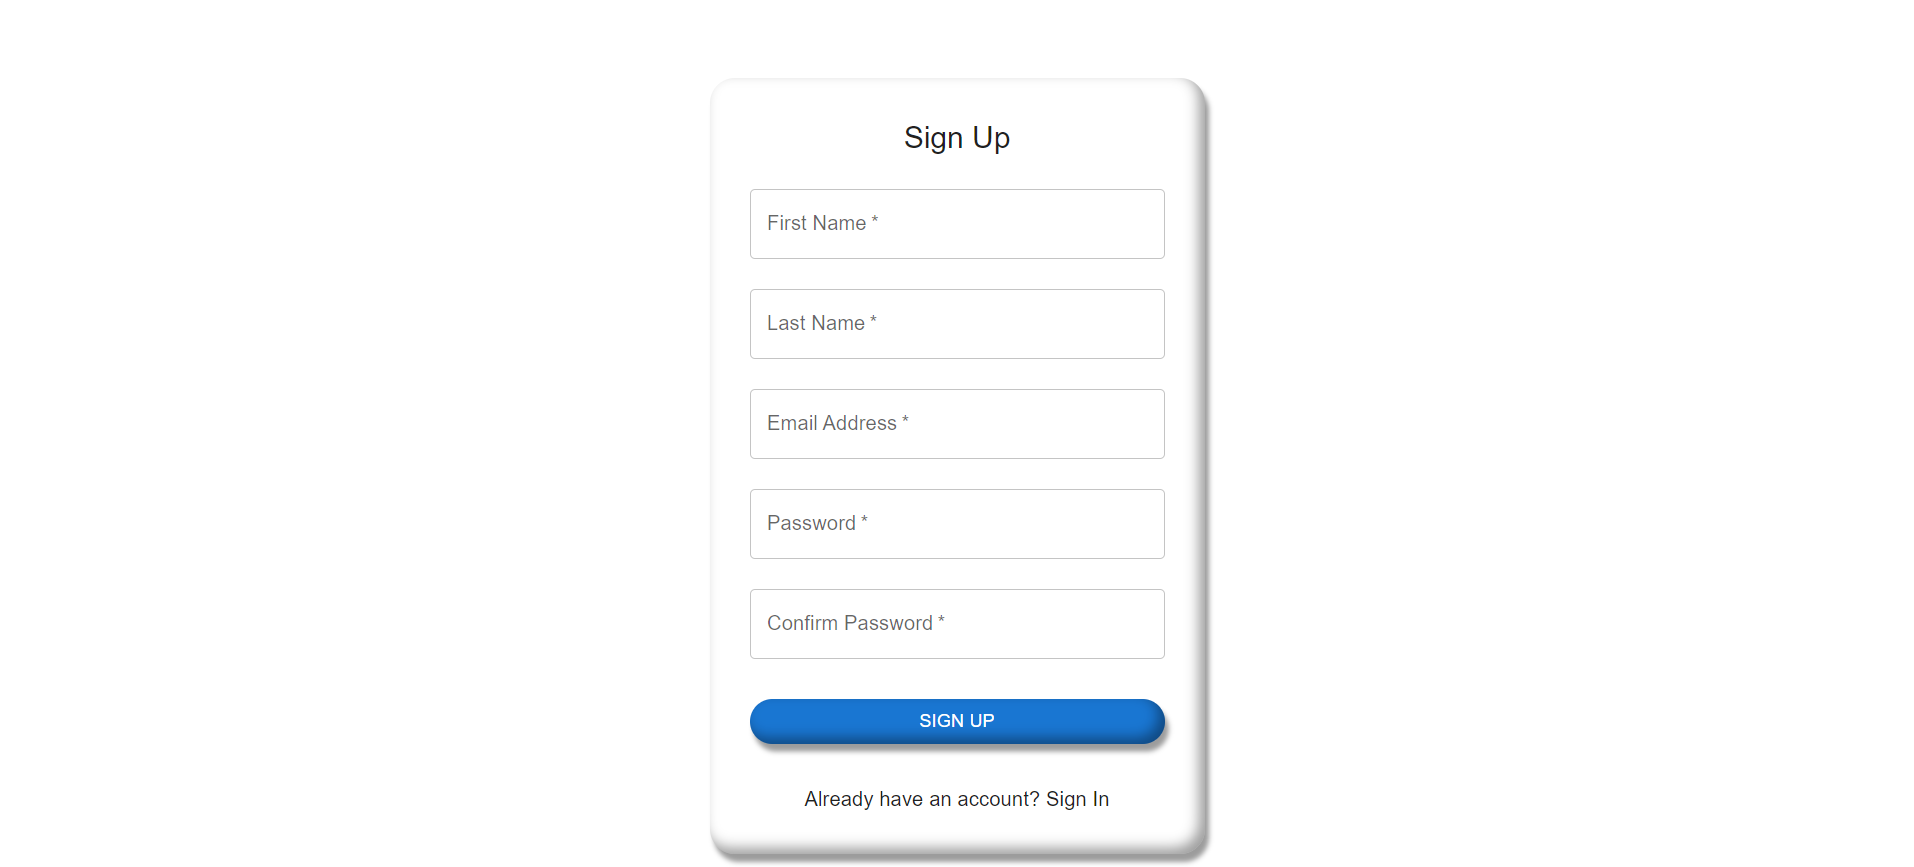 Sign Up
First Name *
Last Name *
Email Address *
Password *
Confirm Password *
SIGN UP
Already have an account? Sign In